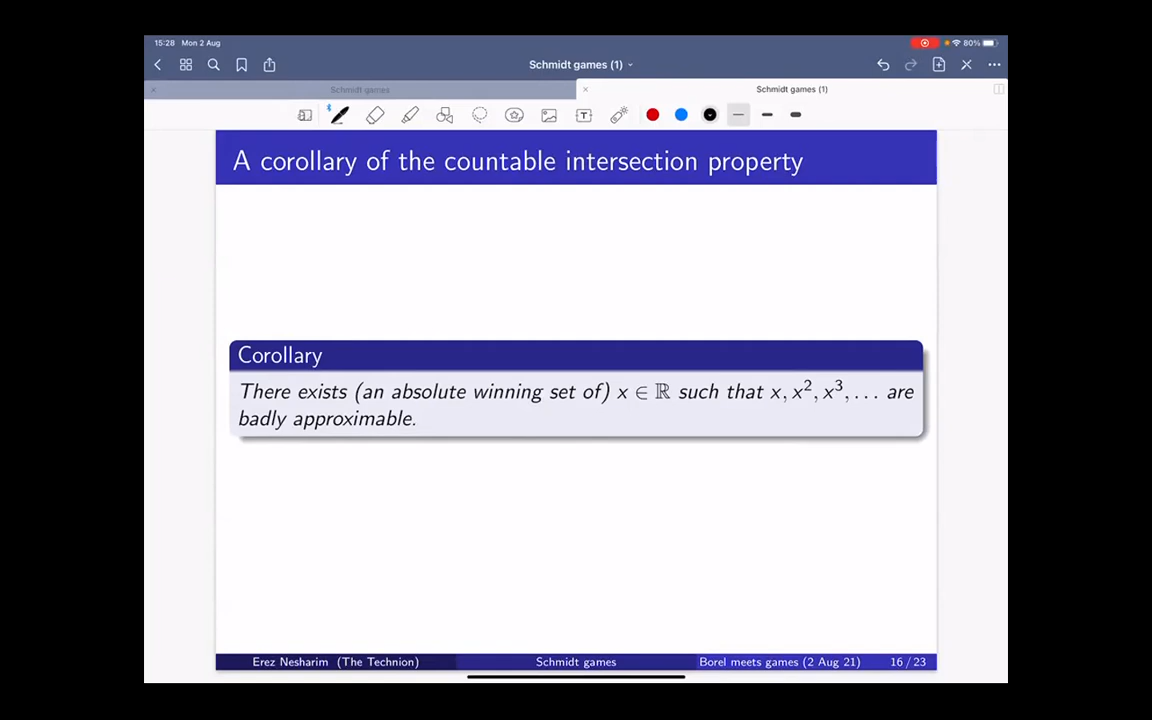 15:28 Mon 2 Aug
80%
Schmidt games (1)
Schmidt games
Schmidt games (1)
T
A corollary of the countable intersection property
Corollary
There exists (an absolute winning set of) x ∈ ℝ such that x, x², x³, . . . are
badly approximable.
Erez Nesharim (The Technion)
Schmidt games
Borel meets games (2 Aug 21)
16 / 23